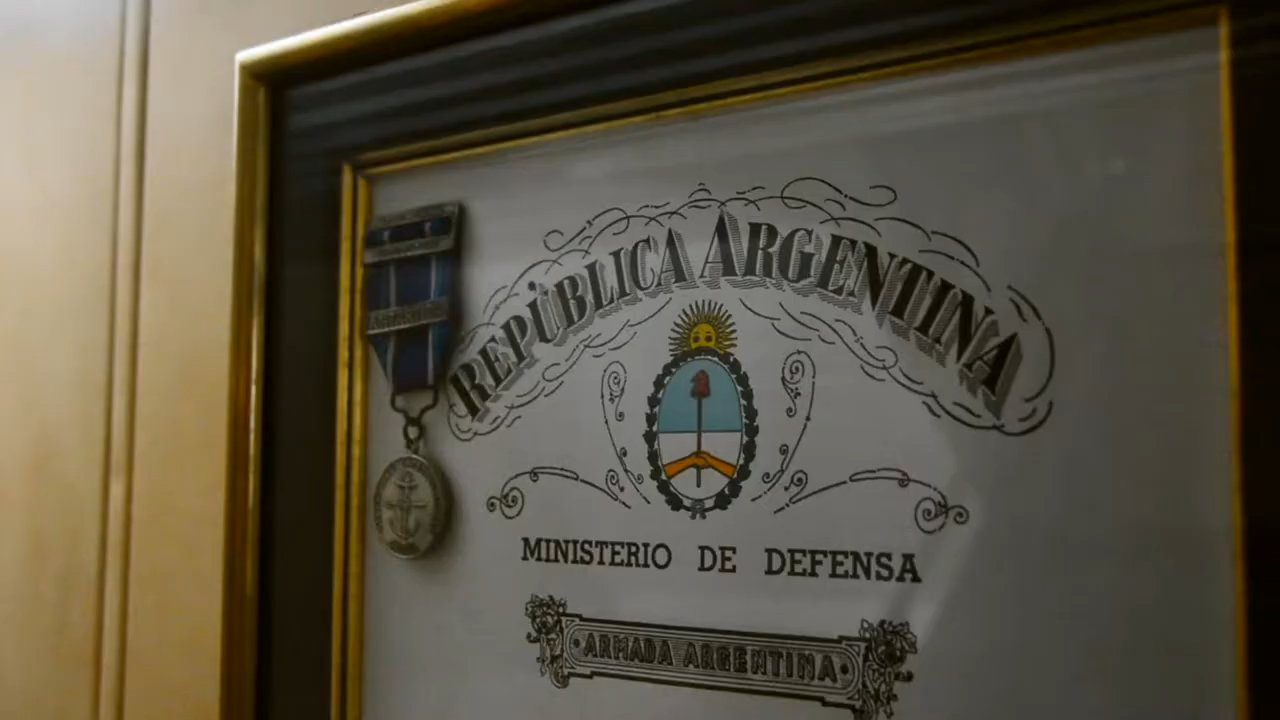 REPÚBLICA ARGENTINA
MINISTERIO DE DEFENSA
ARMADA ARGENTINA